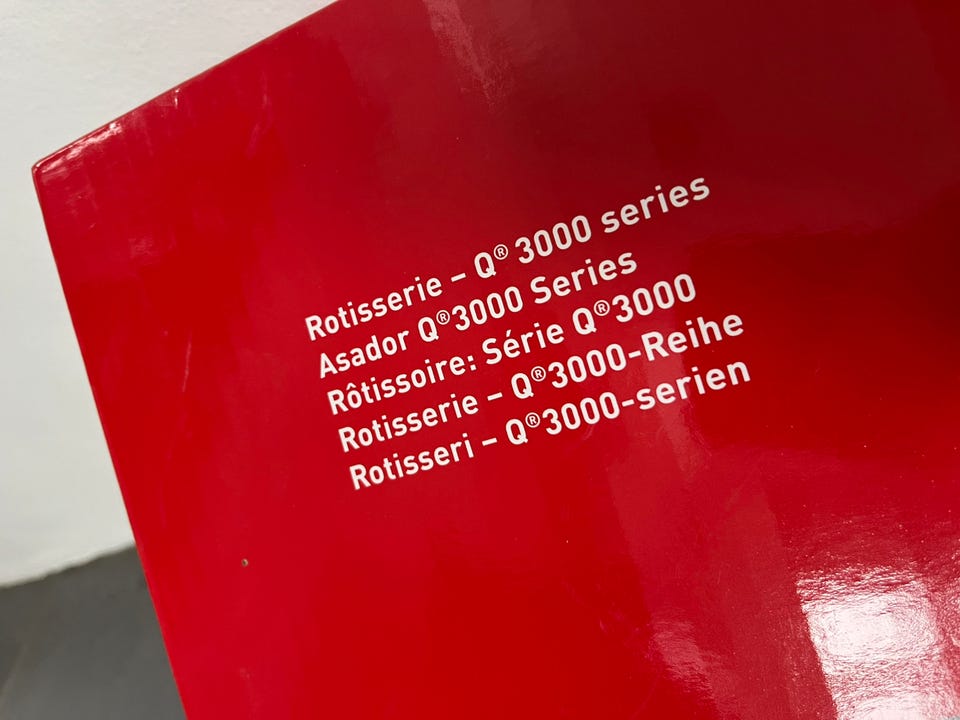 Rotisserie – Q® 3000 series
Asador Q®3000 Series
Rôtissoire: Série Q®3000
Rotisserie – Q®3000-Reihe
Rotisseri – Q®3000-serien